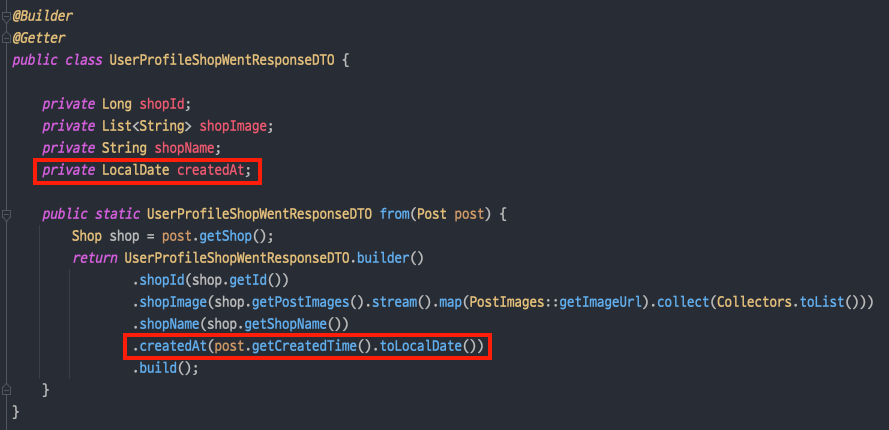 @Builder
@Getter
public class UserProfileShopWentResponseDTO {
private Long shopId;
private List<String> shopImage;
private String shopName;
private LocalDate createdAt;
public static UserProfileShopWentResponseDTO from(Post post) {
Shop shop = post.getShop();
return UserProfileShopWentResponseDTO.builder()
.shopId(shop.getId())
.shopImage(shop.getPostImages().stream().map(PostImages::getImageUrl).collect(Collectors.toList()))
.shopName(shop.getShopName())
.createdAt(post.getCreatedTime().toLocalDate())
.build();
}
}